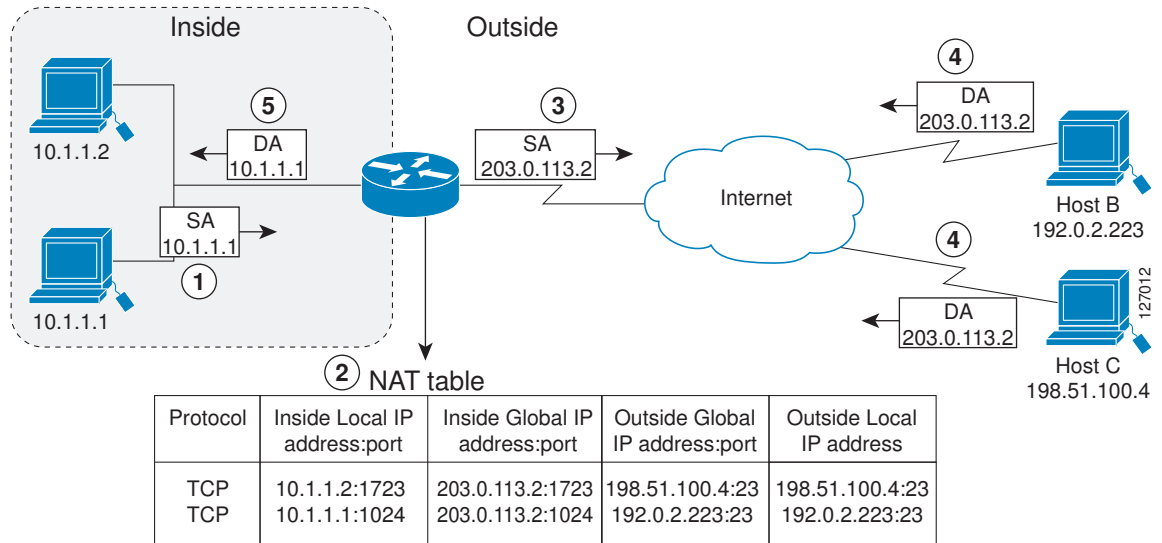 Inside
Outside
10.1.1.2
5
DA
10.1.1.1
3
SA
203.0.113.2
4
DA
203.0.113.2
Internet
Host B
192.0.2.223
SA
10.1.1.1
1
10.1.1.1
4
DA
203.0.113.2
127012
Host C
198.51.100.4
2 NAT table
Protocol
Inside Local IP
address:port
Inside Global IP
address:port
Outside Global
IP address:port
Outside Local
IP address
TCP 10.1.1.2:1723 203.0.113.2:1723 198.51.100.4:23 198.51.100.4:23
TCP 10.1.1.1:1024 203.0.113.2:1024 192.0.2.223:23 192.0.2.223:23